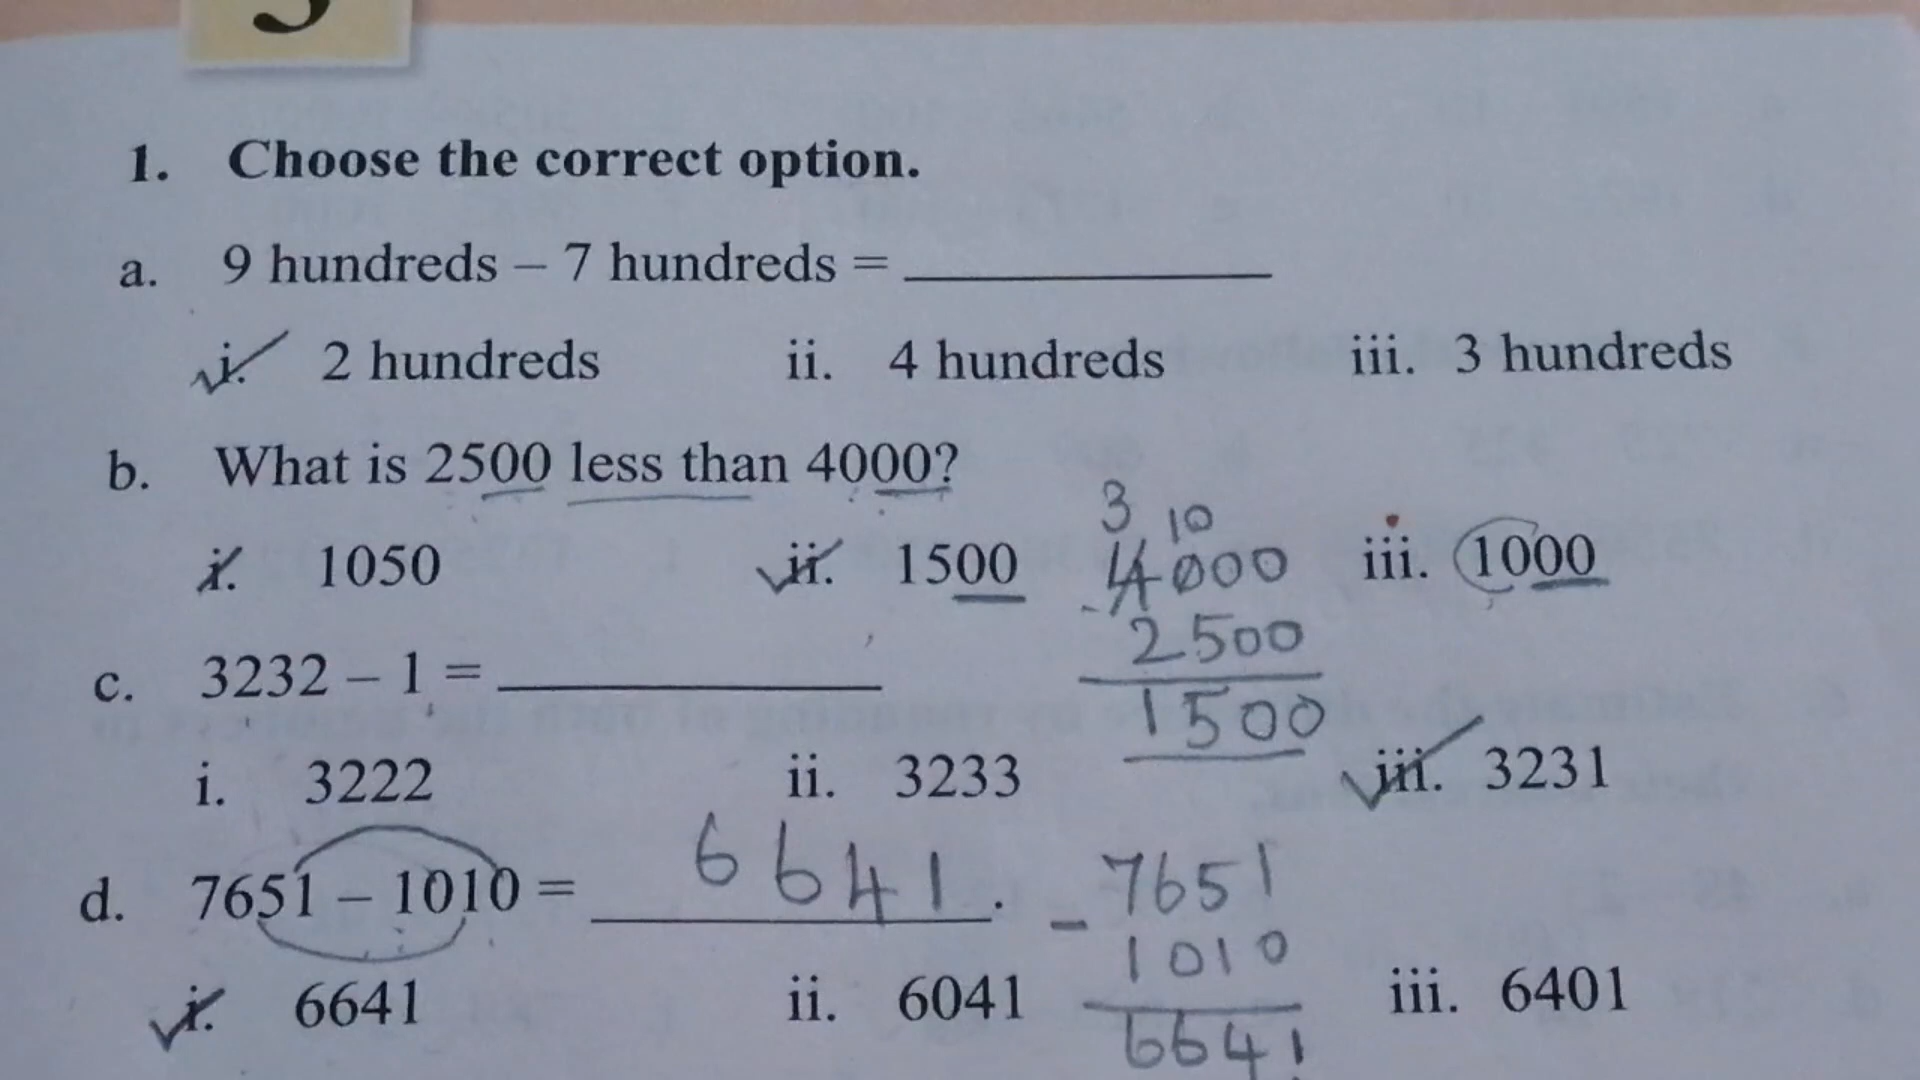 1. Choose the correct option.
a. 9 hundreds – 7 hundreds = ____________
i. 2 hundreds ii. 4 hundreds iii. 3 hundreds
b. What is 2500 less than 4000?
3 10
i. 1050 ii. 1500 4000 iii. 1000
- 2500
c. 3232 – 1 = ____________
1500
i. 3222 ii. 3233 iii. 3231
d. 7651 – 1010 = 6641. 7651
- 1010
i. 6641 ii. 6041 iii. 6401
6641